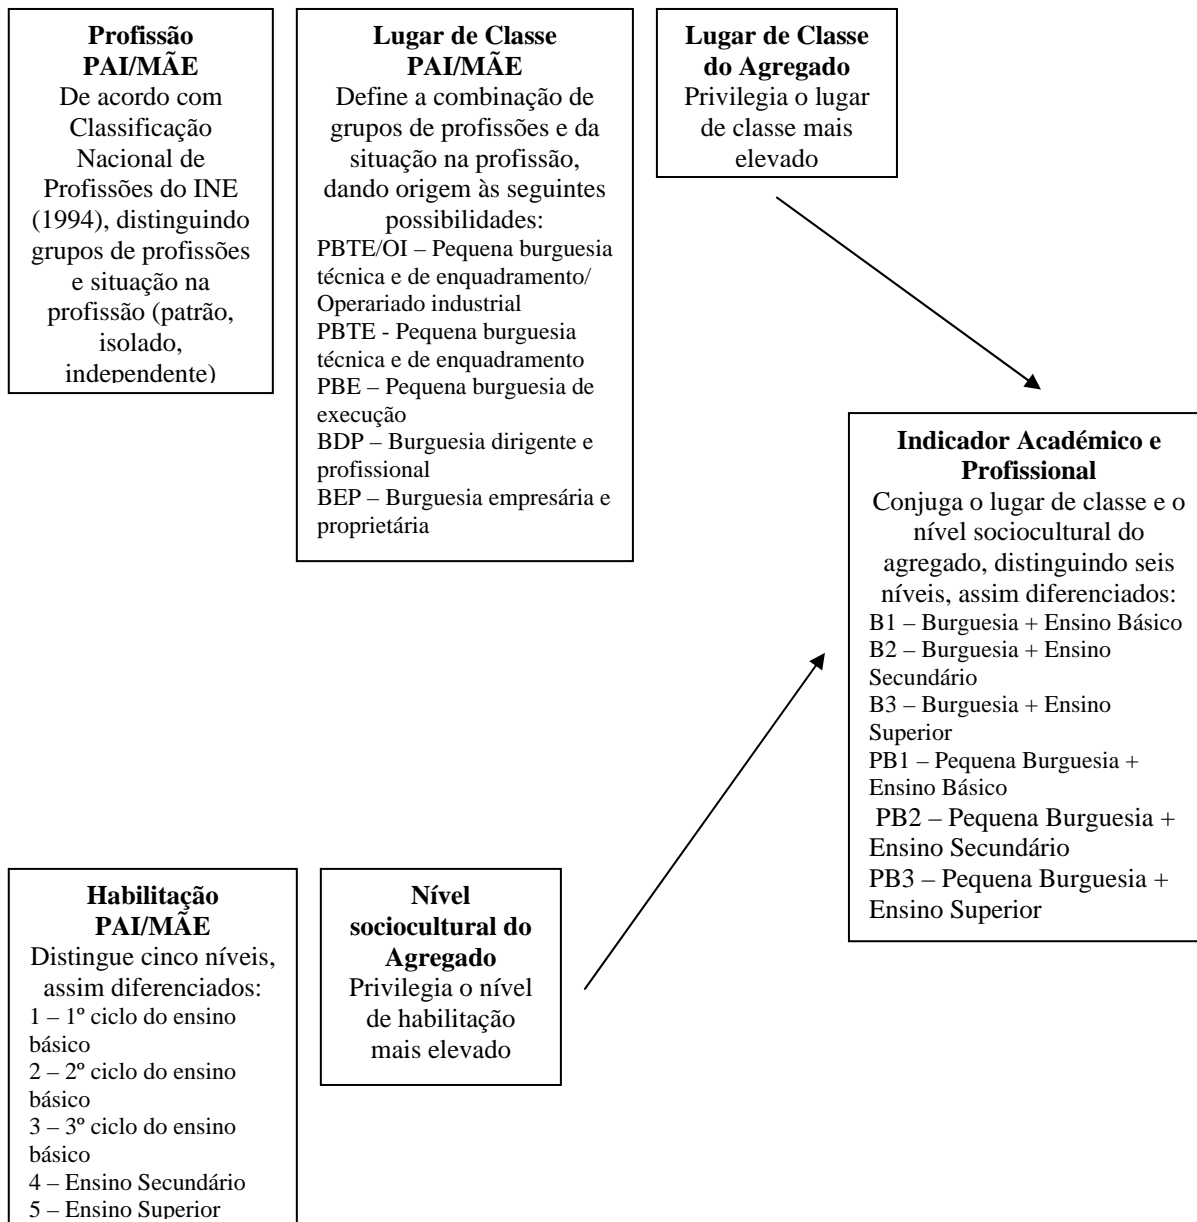 Profissão
PAI/MÃE
De acordo com
Classificação
Nacional de
Profissões do INE
(1994), distinguindo
grupos de profissões
e situação na
profissão (patrão,
isolado,
independente)
Lugar de Classe
PAI/MÃE
Define a combinação de
grupos de profissões e da
situação na profissão,
dando origem às seguintes
possibilidades:
PBTE/OI – Pequena burguesia
técnica e de enquadramento/
Operariado industrial
PBTE - Pequena burguesia
técnica e de enquadramento
PBE – Pequena burguesia de
execução
BDP – Burguesia dirigente e
profissional
BEP – Burguesia empresária e
proprietária
Lugar de Classe
do Agregado
Privilegia o lugar
de classe mais
elevado
Indicador Académico e
Profissional
Conjuga o lugar de classe e o
nível sociocultural do
agregado, distinguindo seis
níveis, assim diferenciados:
B1 – Burguesia + Ensino Básico
B2 – Burguesia + Ensino
Secundário
B3 – Burguesia + Ensino
Superior
PB1 – Pequena Burguesia +
Ensino Básico
PB2 – Pequena Burguesia +
Ensino Secundário
PB3 – Pequena Burguesia +
Ensino Superior
Habilitação
PAI/MÃE
Distingue cinco níveis,
assim diferenciados:
1 – 1º ciclo do ensino
básico
2 – 2º ciclo do ensino
básico
3 – 3º ciclo do ensino
básico
4 – Ensino Secundário
5 – Ensino Superior
Nível
sociocultural do
Agregado
Privilegia o nível
de habilitação
mais elevado